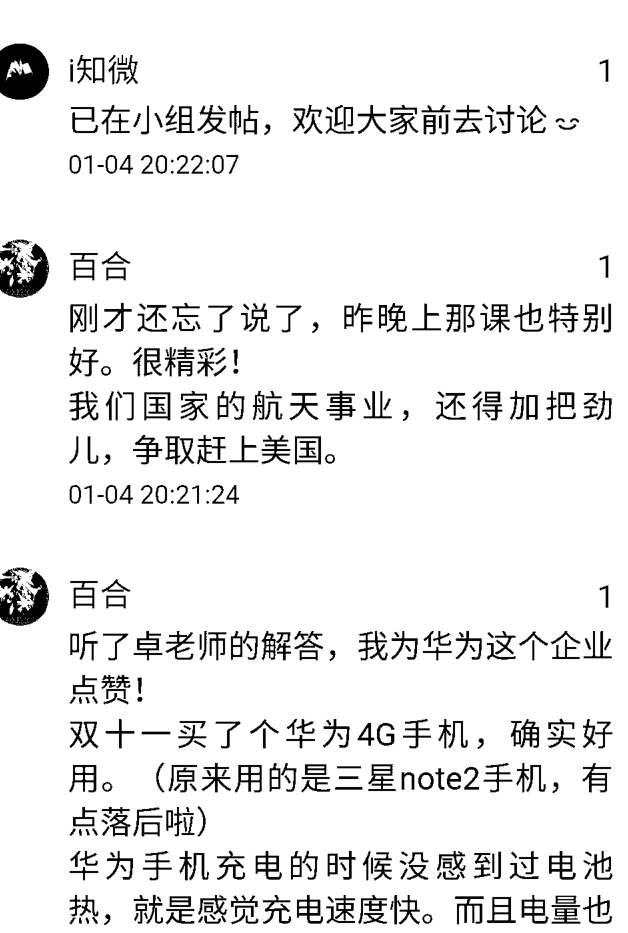 i知微 1
已在小组发帖，欢迎大家前去讨论
01-04 20:22:07
百合 1
刚才还忘了说了，昨晚上那课也特别
好。很精彩！
我们国家的航天事业，还得加把劲
儿，争取赶上美国。
01-04 20:21:24
百合 1
听了卓老师的解答，我为华为这个企业
点赞！
双十一买了个华为4G手机，确实好
用。（原来用的是三星note2手机，有
点落后啦）
华为手机充电的时候没感到过电池
热，就是感觉充电速度快。而且电量也